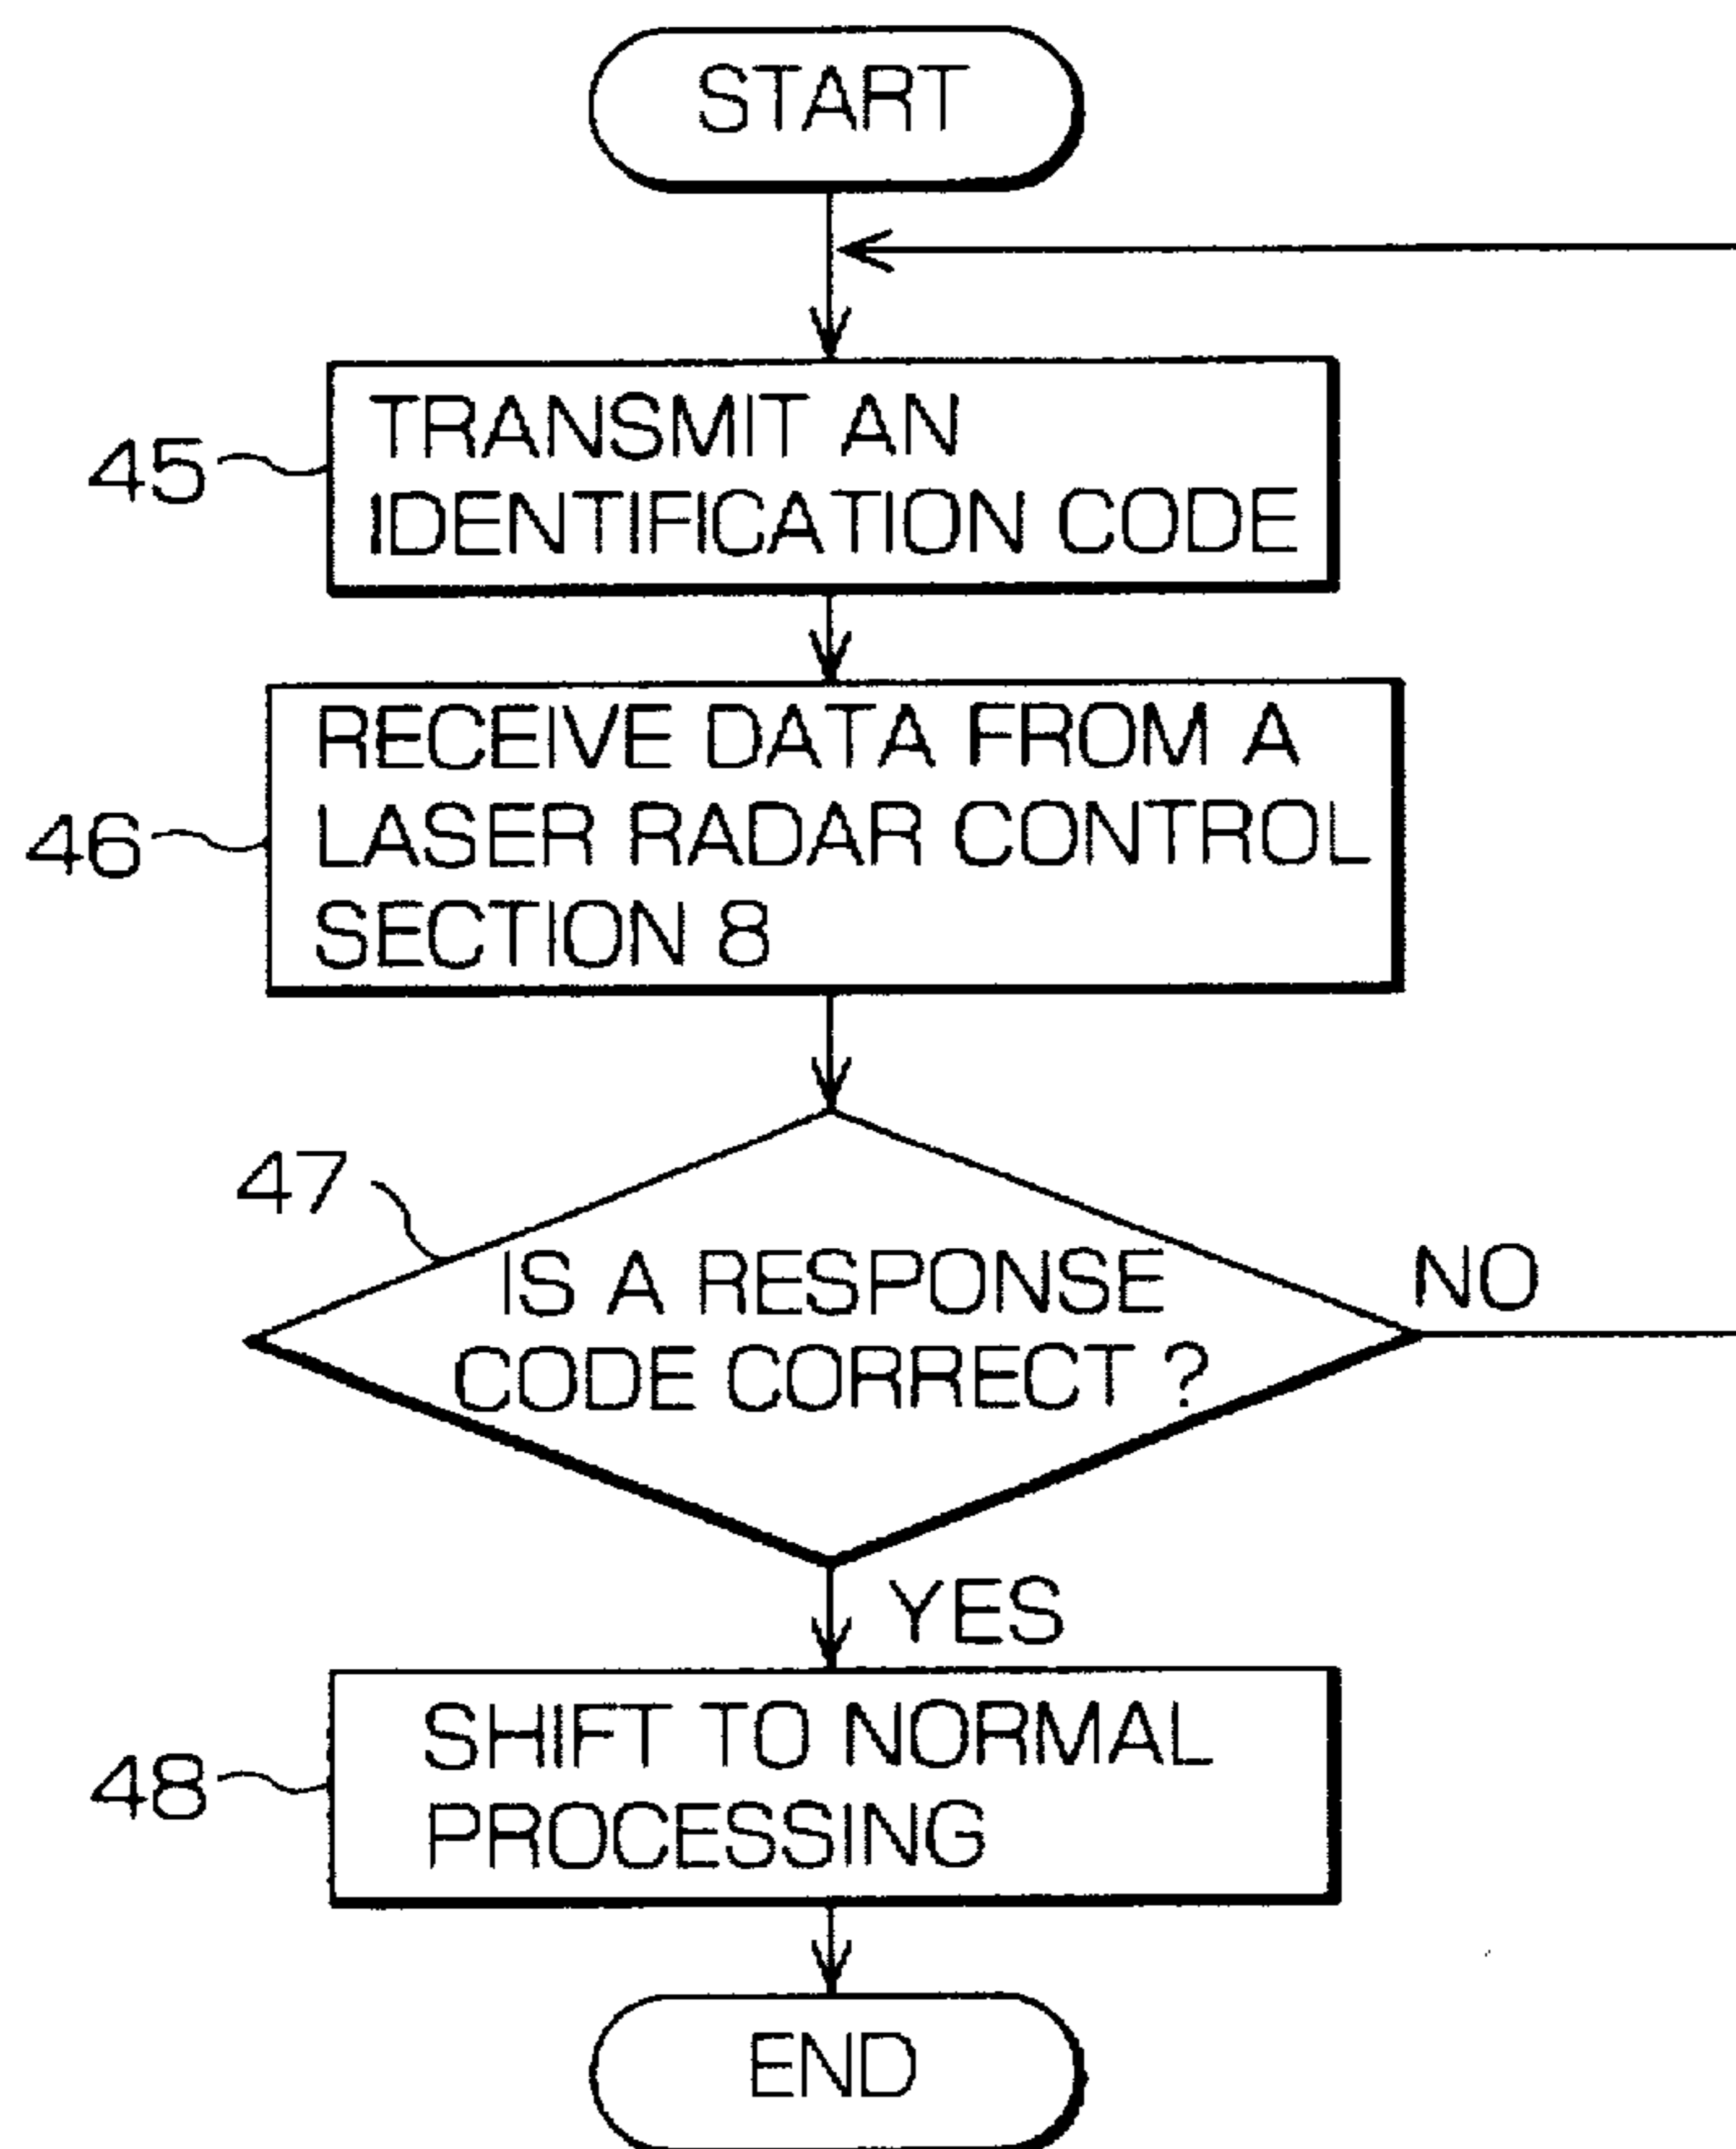 START
45
TRANSMIT AN
IDENTIFICATION CODE
46
RECEIVE DATA FROM A
LASER RADAR CONTROL
SECTION 8
47
IS A RESPONSE
CODE CORRECT ?
NO
YES
48
SHIFT TO NORMAL
PROCESSING
END